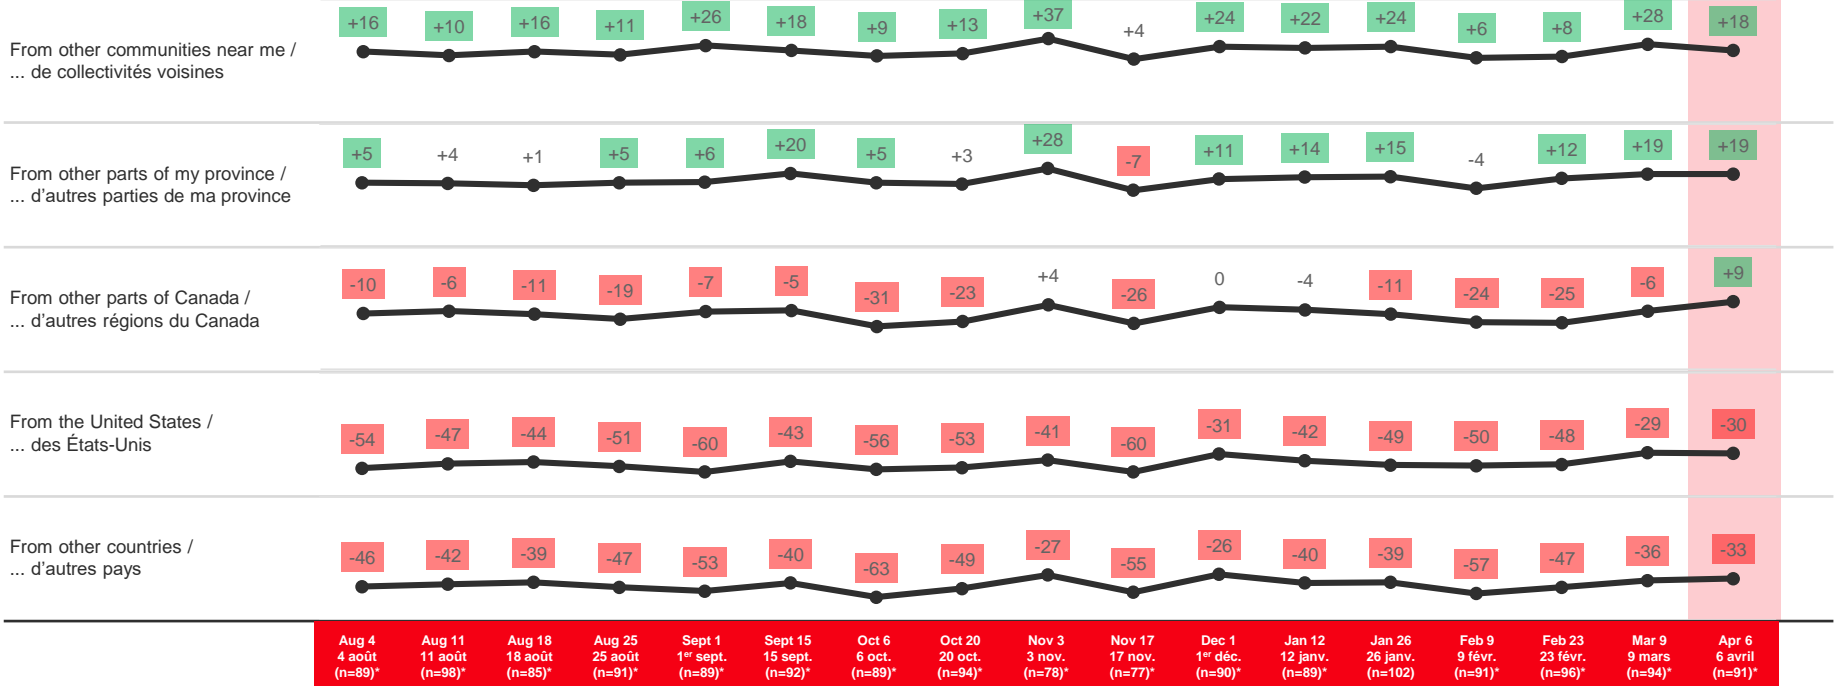 +16 +10 +16 +11 +26 +18 +9 +13 +37 +4 +24 +22 +24 +6 +8 +28 +18
From other communities near me /
... de collectivités voisines
+5 +4 +1 +5 +6 +20 +5 +3 +28 -7 +11 +14 +15 -4 +12 +19 +19
From other parts of my province /
... d'autres parties de ma province
-10 -6 -11 -19 -7 -5 -31 -23 +4 -26 0 -4 -11 -24 -25 -6 +9
From other parts of Canada /
... d'autres régions du Canada
-54 -47 -44 -51 -60 -43 -56 -53 -41 -60 -31 -42 -49 -50 -48 -29 -30
From the United States /
... des États-Unis
-46 -42 -39 -47 -53 -40 -63 -49 -27 -55 -26 -40 -39 -57 -47 -36 -33
From other countries /
... d'autres pays
Aug 4 Aug 11 Aug 18 Aug 25 Sept 1 Sept 15 Oct 6 Oct 20 Nov 3 Nov 17 Dec 1 Jan 12 Jan 26 Feb 9 Feb 23 Mar 9 Apr 6
4 août 11 août 18 août 25 août 1er sept. 15 sept. 6 oct. 20 oct. 3 nov. 17 nov. 1er déc. 12 janv. 26 janv. 9 févr. 23 févr. 9 mars 6 avril
(n=89)* (n=98)* (n=85)* (n=91)* (n=89)* (n=92)* (n=89)* (n=94)* (n=78)* (n=77)* (n=90)* (n=89)* (n=102) (n=91)* (n=96)* (n=94)* (n=91)*